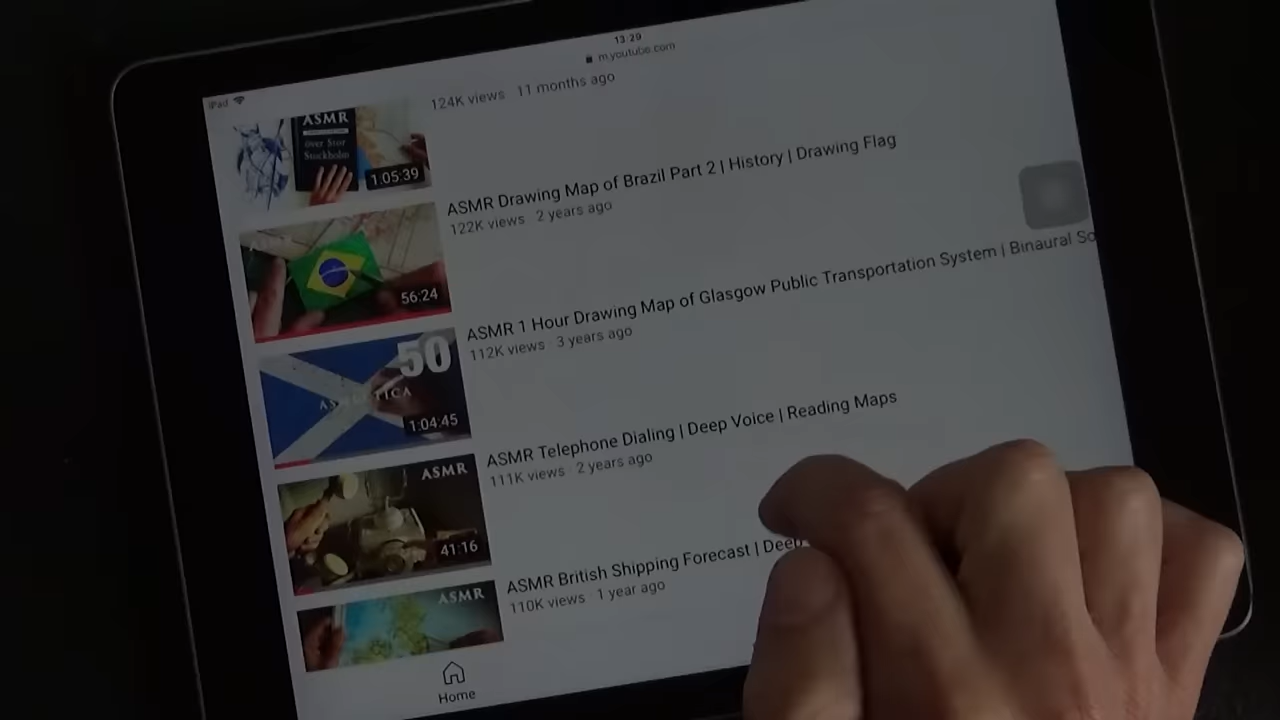 13:29
iPad
m.youtube.com
124K views · 11 months ago
ASMR
över Stor
Stockholm
1:05:39
ASMR Drawing Map of Brazil Part 2 | History | Drawing Flag
122K views · 2 years ago
56:24
ASMR 1 Hour Drawing Map of Glasgow Public Transportation System | Binaural So
112K views · 3 years ago
50
1:04:45
ASMR Telephone Dialing | Deep Voice | Reading Maps
111K views · 2 years ago
ASMR
41:16
ASMR British Shipping Forecast | Deep
110K views · 1 year ago
ASMR
Home